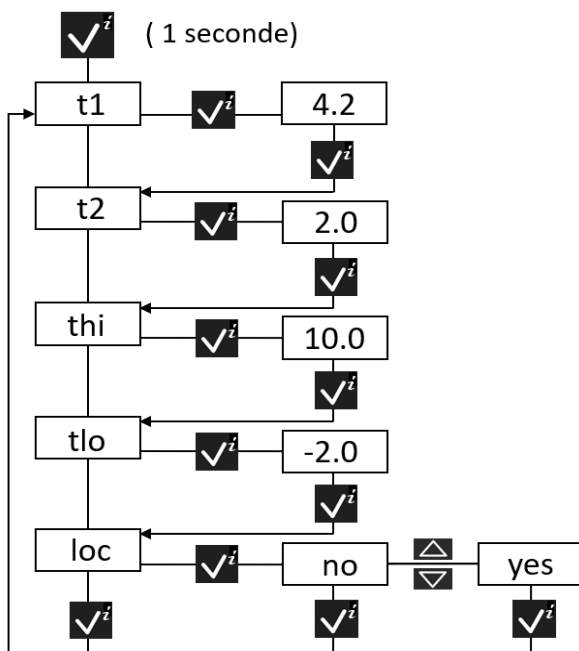 ( 1 seconde)
t1 4.2
t2 2.0
thi 10.0
tlo -2.0
loc no yes